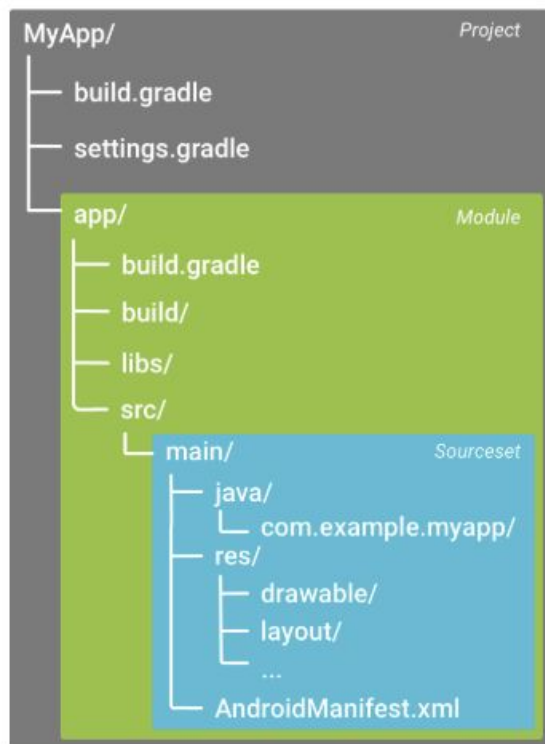 MyApp/ Project
build.gradle
settings.gradle
app/ Module
build.gradle
build/
libs/
src/
main/ Sourceset
java/
com.example.myapp/
res/
drawable/
layout/
...
AndroidManifest.xml